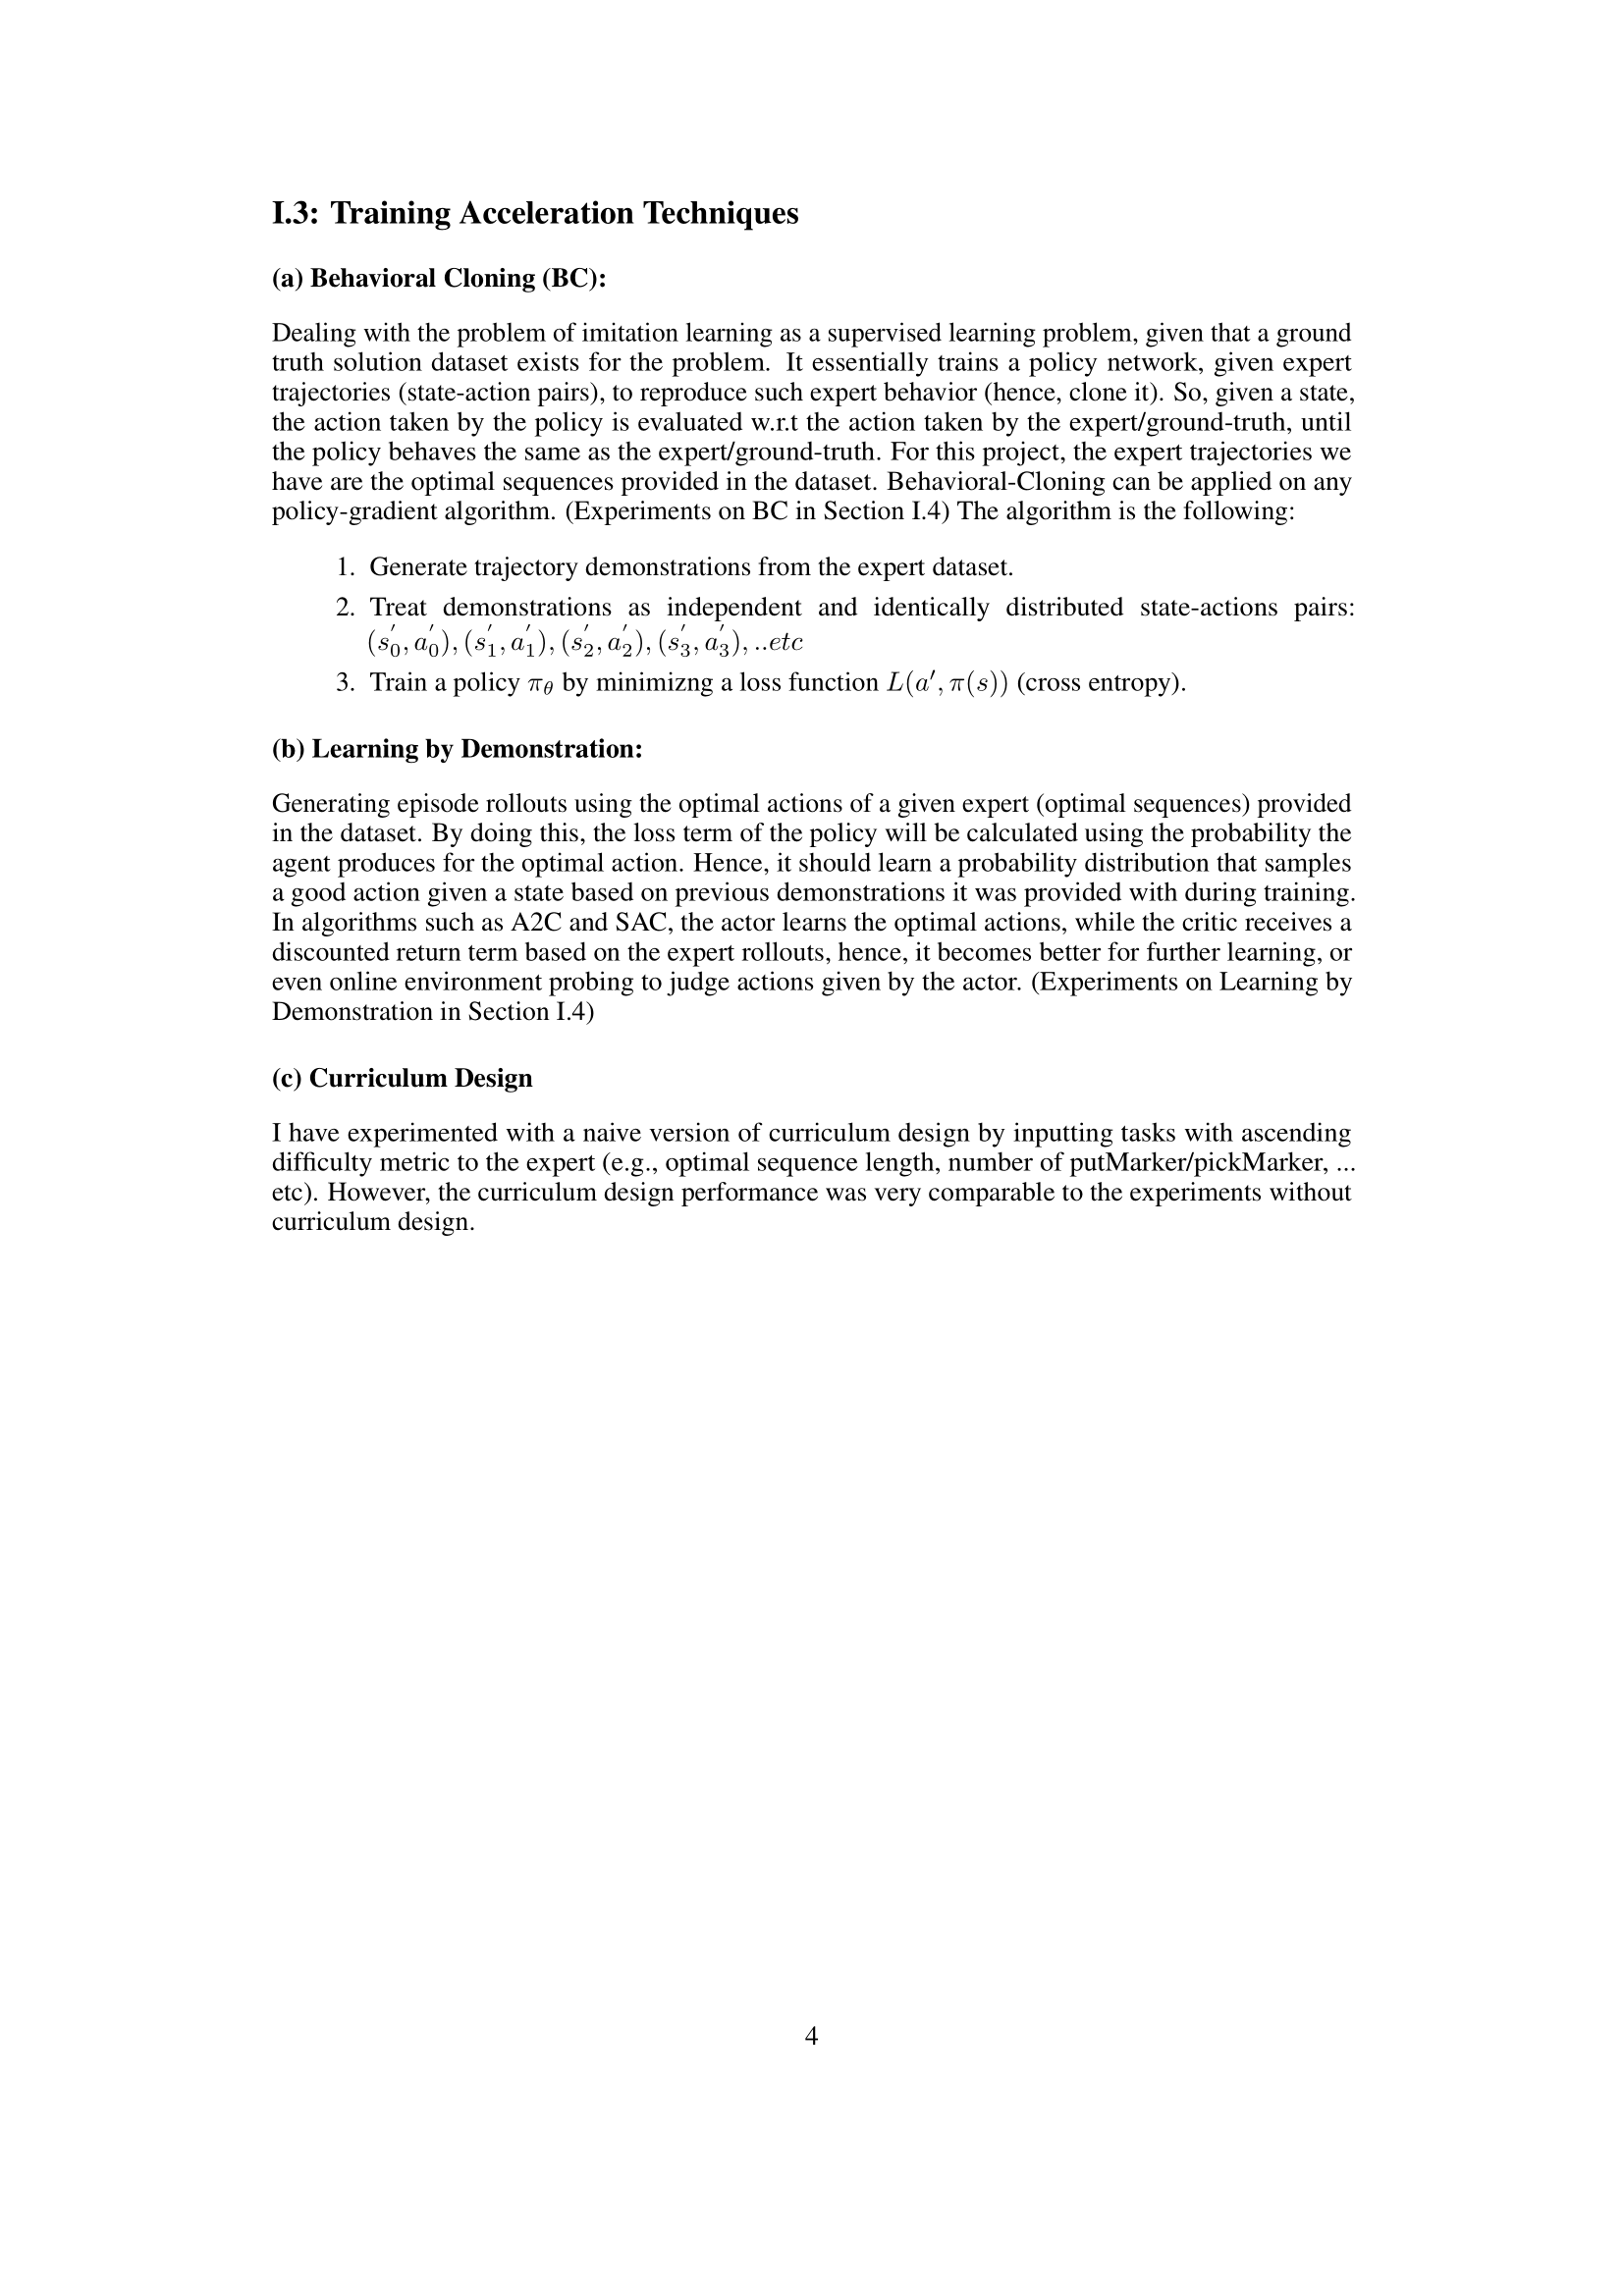 I.3: Training Acceleration Techniques
(a) Behavioral Cloning (BC):
Dealing with the problem of imitation learning as a supervised learning problem, given that a ground
truth solution dataset exists for the problem. It essentially trains a policy network, given expert
trajectories (state-action pairs), to reproduce such expert behavior (hence, clone it). So, given a state,
the action taken by the policy is evaluated w.r.t the action taken by the expert/ground-truth, until
the policy behaves the same as the expert/ground-truth. For this project, the expert trajectories we
have are the optimal sequences provided in the dataset. Behavioral-Cloning can be applied on any
policy-gradient algorithm. (Experiments on BC in Section I.4) The algorithm is the following:
1. Generate trajectory demonstrations from the expert dataset.
2. Treat demonstrations as independent and identically distributed state-actions pairs:
(s₀′, a₀′), (s₁′, a₁′), (s₂′, a₂′), (s₃′, a₃′), ..etc
3. Train a policy π_θ by minimizng a loss function L(a′, π(s)) (cross entropy).
(b) Learning by Demonstration:
Generating episode rollouts using the optimal actions of a given expert (optimal sequences) provided
in the dataset. By doing this, the loss term of the policy will be calculated using the probability the
agent produces for the optimal action. Hence, it should learn a probability distribution that samples
a good action given a state based on previous demonstrations it was provided with during training.
In algorithms such as A2C and SAC, the actor learns the optimal actions, while the critic receives a
discounted return term based on the expert rollouts, hence, it becomes better for further learning, or
even online environment probing to judge actions given by the actor. (Experiments on Learning by
Demonstration in Section I.4)
(c) Curriculum Design
I have experimented with a naive version of curriculum design by inputting tasks with ascending
difficulty metric to the expert (e.g., optimal sequence length, number of putMarker/pickMarker, ...
etc). However, the curriculum design performance was very comparable to the experiments without
curriculum design.
4